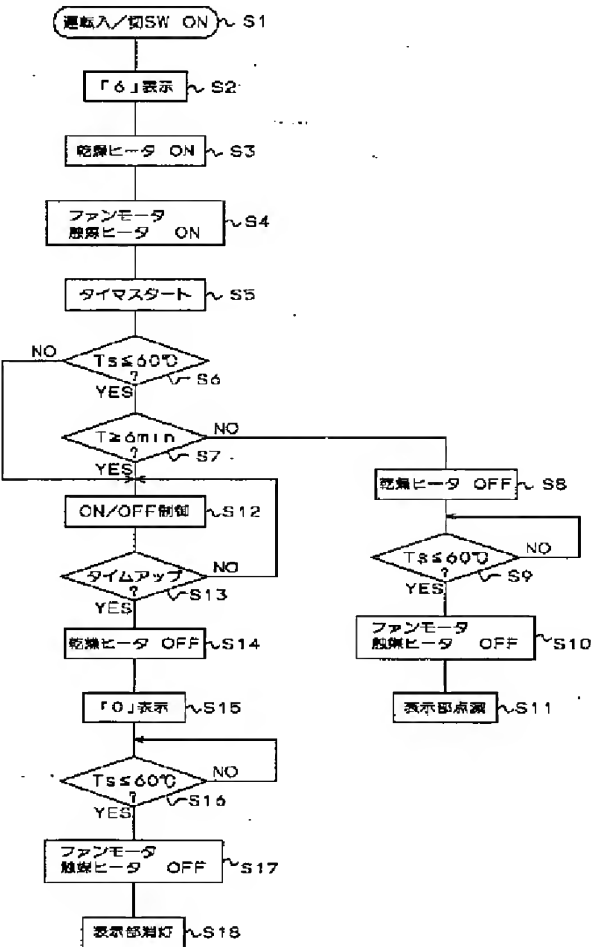 運転入/切SW ON S1
「6」表示 S2
乾燥ヒータ ON S3
ファンモータ
触媒ヒータ ON S4
タイマスタート S5
Ts≦60℃
?
NO
YES
S6
T≧6min
?
NO
YES
S7
乾燥ヒータ OFF S8
Ts≦60℃
?
NO
YES
S9
ファンモータ
触媒ヒータ OFF S10
表示部点滅 S11
ON/OFF制御 S12
タイムアップ
?
NO
YES
S13
乾燥ヒータ OFF S14
「0」表示 S15
Ts≦60℃
?
NO
YES
S16
ファンモータ
触媒ヒータ OFF S17
表示部消灯 S18